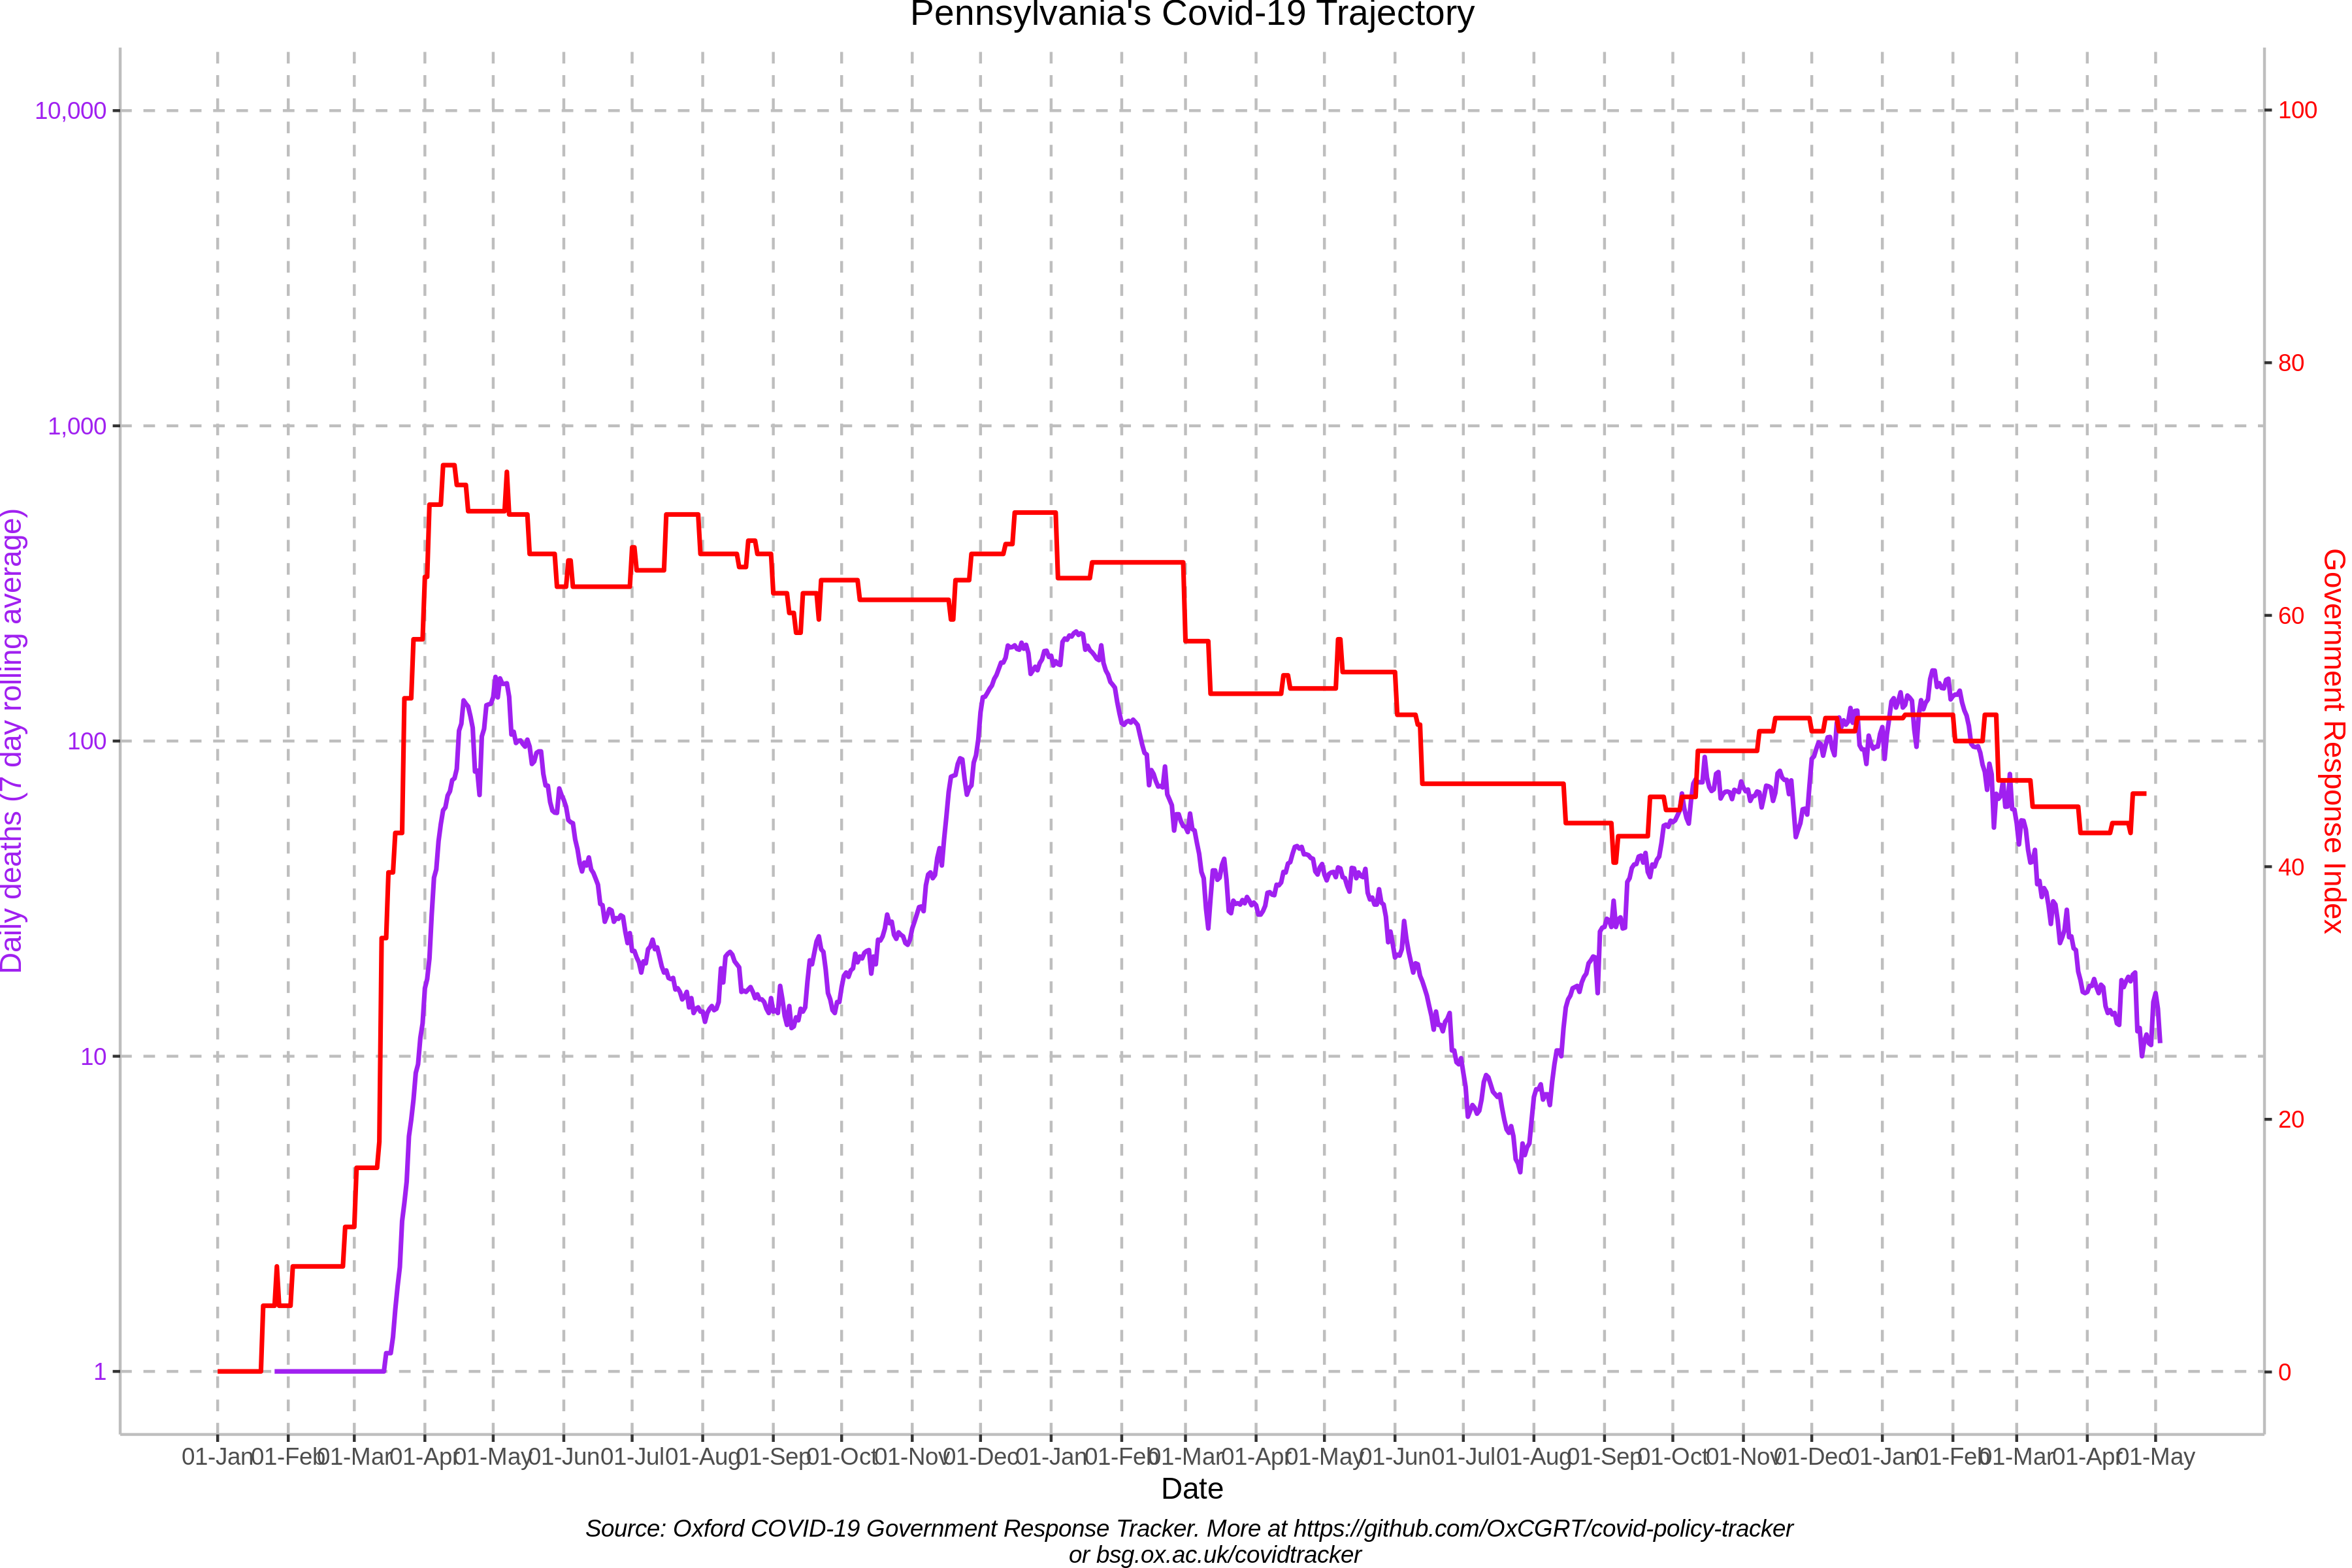 Pennsylvania's Covid-19 Trajectory
10,000
1,000
100
10
1
Daily deaths (7 day rolling average)
100
80
60
40
20
0
Government Response Index
01-Jan 01-Feb 01-Mar 01-Apr 01-May 01-Jun 01-Jul 01-Aug 01-Sep 01-Oct 01-Nov 01-Dec 01-Jan 01-Feb 01-Mar 01-Apr 01-May 01-Jun 01-Jul 01-Aug 01-Sep 01-Oct 01-Nov 01-Dec 01-Jan 01-Feb 01-Mar 01-Apr 01-May
Date
Source: Oxford COVID-19 Government Response Tracker. More at https://github.com/OxCGRT/covid-policy-tracker
or bsg.ox.ac.uk/covidtracker